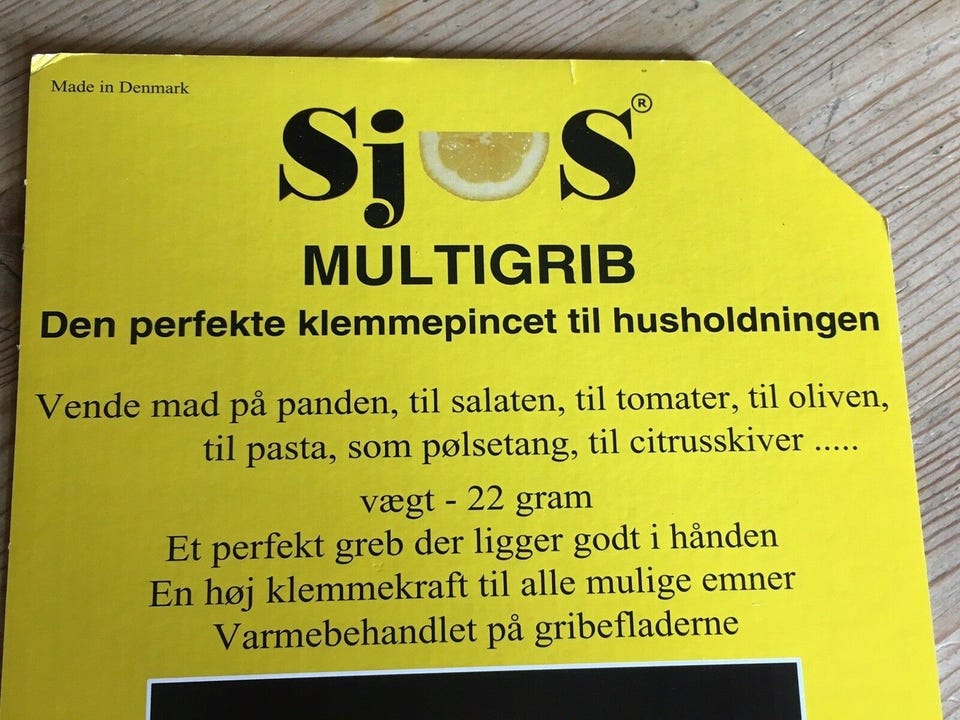 Made in Denmark
Sjus®
MULTIGRIB
Den perfekte klemmepincet til husholdningen
Vende mad på panden, til salaten, til tomater, til oliven,
til pasta, som pølsetang, til citrusskiver .....
vægt - 22 gram
Et perfekt greb der ligger godt i hånden
En høj klemmekraft til alle mulige emner
Varmebehandlet på gribefladerne